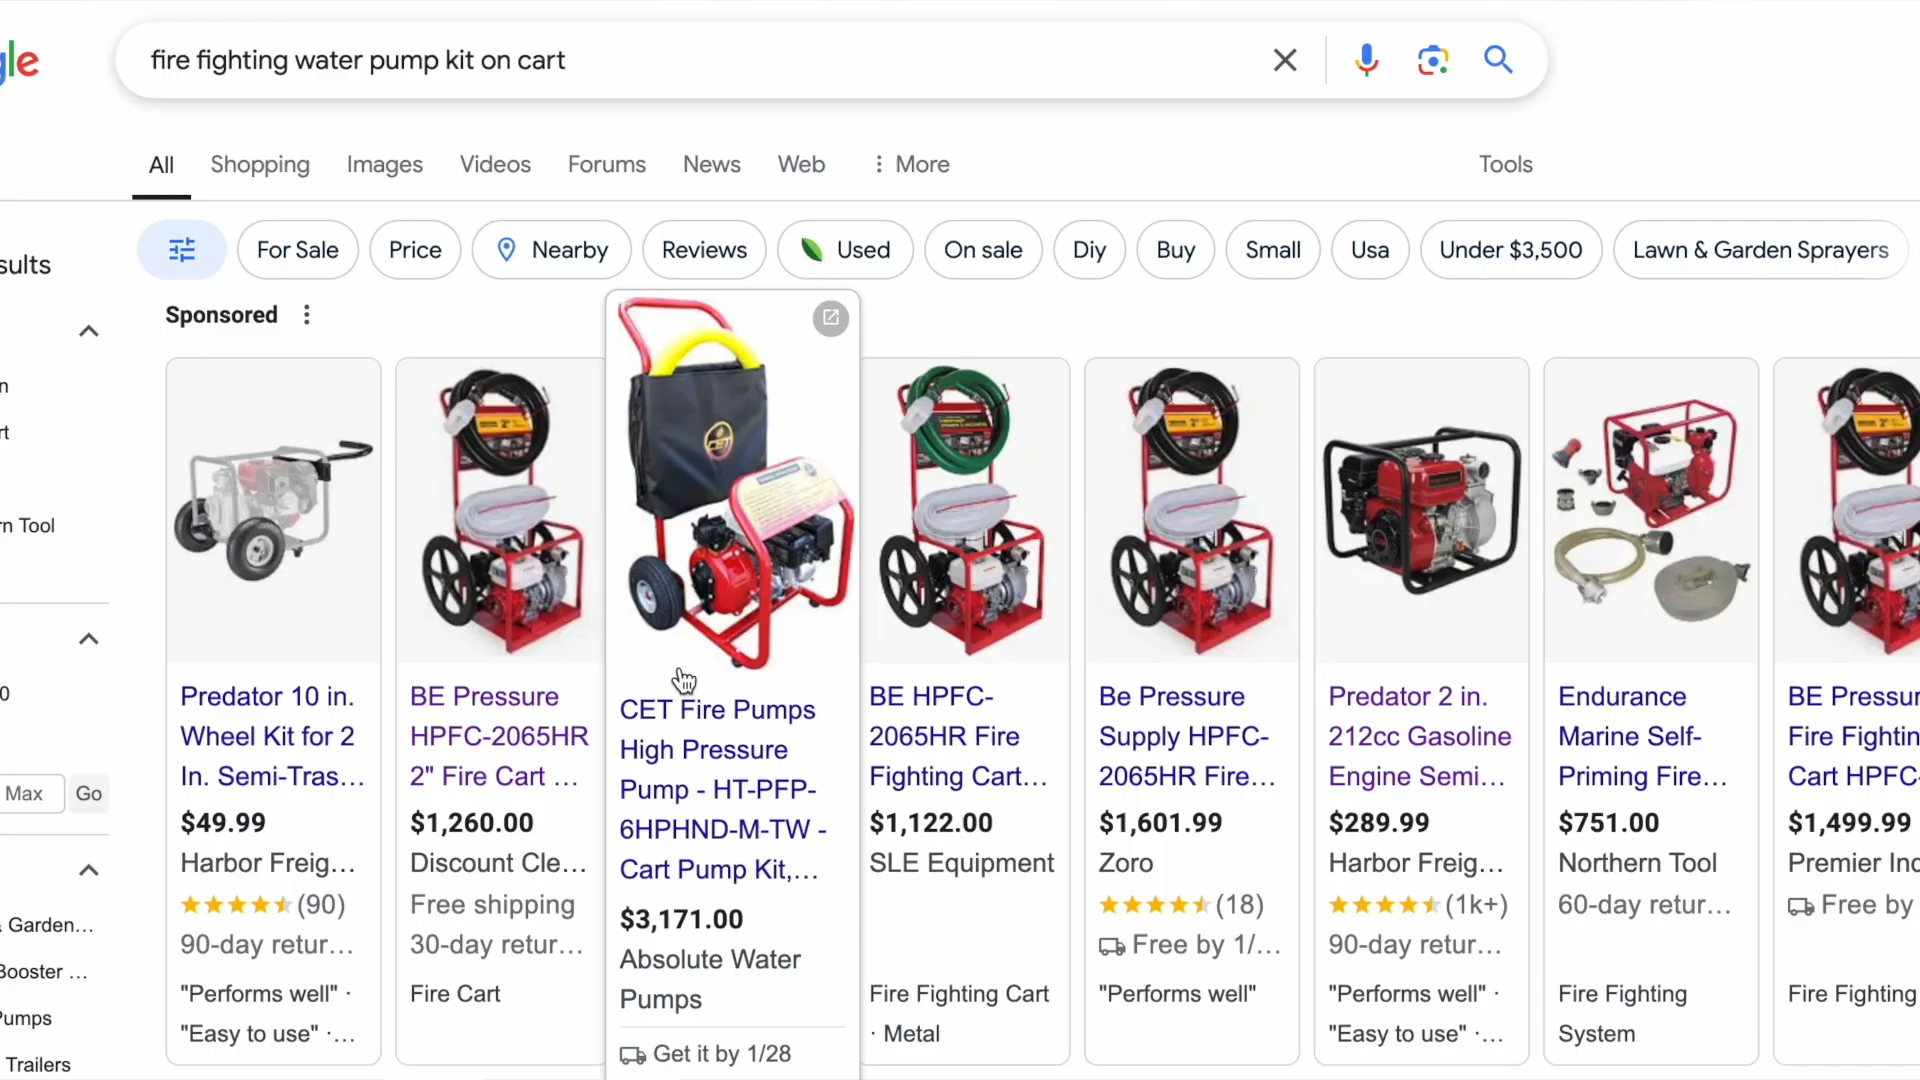 gle
fire fighting water pump kit on cart
All Shopping Images Videos Forums News Web More Tools
For Sale Price Nearby Reviews Used On sale Diy Buy Small Usa Under $3,500 Lawn & Garden Sprayers
sults
Sponsored
n
rt
rn Tool
0
Max Go
& Garden...
Booster ...
Pumps
Trailers
Predator 10 in.
Wheel Kit for 2
In. Semi-Tras...
$49.99
Harbor Freig...
(90)
90-day retur...
"Performs well" ·
"Easy to use" ·...
BE Pressure
HPFC-2065HR
2" Fire Cart ...
$1,260.00
Discount Cle...
Free shipping
30-day retur...
Fire Cart
CET
CET Fire Pumps
High Pressure
Pump - HT-PFP-
6HPHND-M-TW -
Cart Pump Kit,...
$3,171.00
Absolute Water
Pumps
Get it by 1/28
BE HPFC-
2065HR Fire
Fighting Cart...
$1,122.00
SLE Equipment
Fire Fighting Cart
· Metal
Be Pressure
Supply HPFC-
2065HR Fire...
$1,601.99
Zoro
(18)
Free by 1/...
"Performs well"
Predator 2 in.
212cc Gasoline
Engine Semi...
$289.99
Harbor Freig...
(1k+)
90-day retur...
"Performs well" ·
"Easy to use" ·...
Endurance
Marine Self-
Priming Fire...
$751.00
Northern Tool
60-day retur...
Fire Fighting
System
BE Pressur
Fire Fightin
Cart HPFC-
$1,499.99
Premier Ind
Free by
Fire Fighting